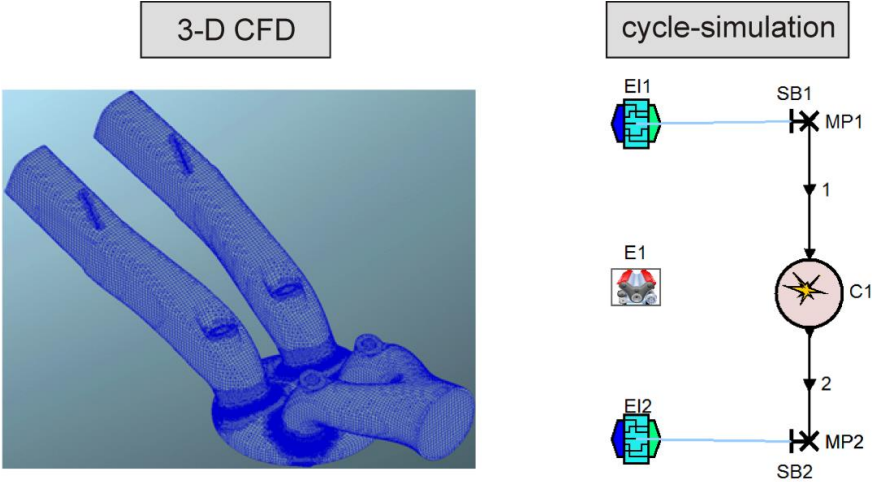 3-D CFD
cycle-simulation
EI1
SB1
MP1
1
E1
C1
2
EI2
MP2
SB2